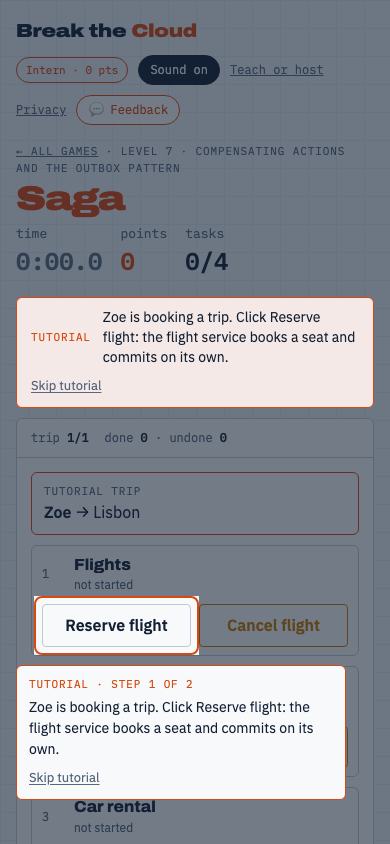 Break the Cloud
Intern · 0 pts
Sound on
Teach or host
Privacy
💬 Feedback
← ALL GAMES · LEVEL 7 · COMPENSATING ACTIONS
AND THE OUTBOX PATTERN
Saga
time points tasks
0:00.0 0 0/4
TUTORIAL
Zoe is booking a trip. Click Reserve
flight: the flight service books a seat and
commits on its own.
Skip tutorial
trip 1/1 done 0 · undone 0
TUTORIAL TRIP
Zoe → Lisbon
1
Flights
not started
Reserve flight
Cancel flight
TUTORIAL · STEP 1 OF 2
Zoe is booking a trip. Click Reserve flight: the
flight service books a seat and commits on its
own.
Skip tutorial
3
Car rental
not started